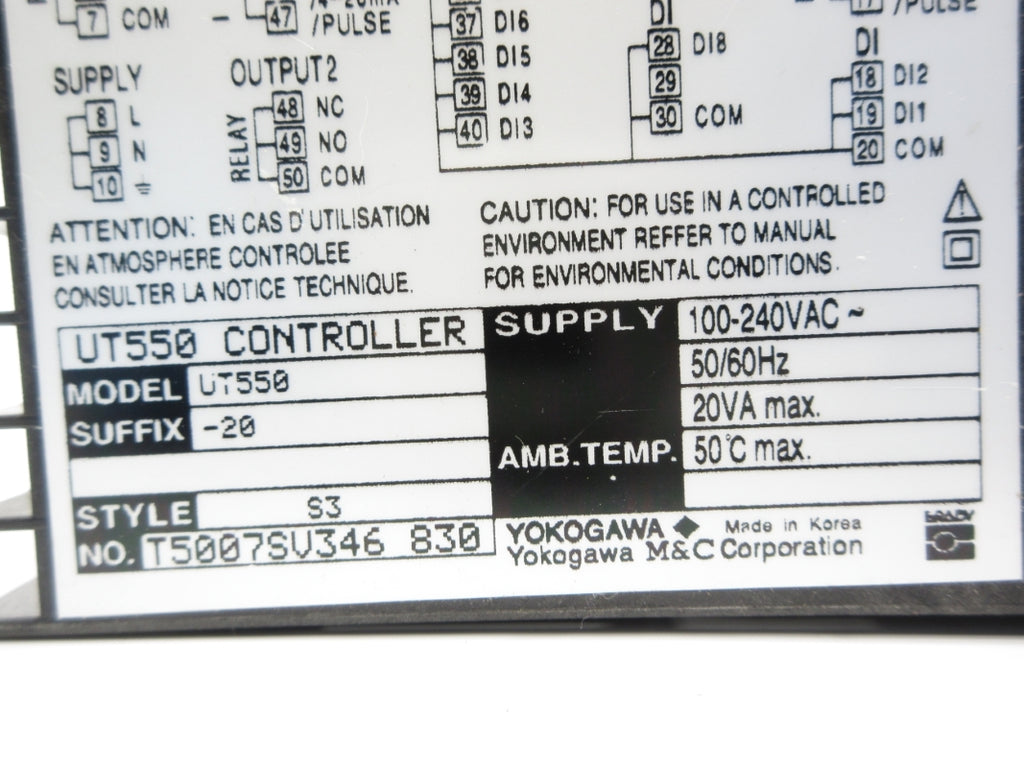 7 COM
47 /PULSE
37 DI6
38 DI5
39 DI4
40 DI3
DI
28 DI8
29
30 COM
17 /PULSE
DI
18 DI2
19 DI1
20 COM
SUPPLY
8 L
9 N
10
OUTPUT2
RELAY
48 NC
49 NO
50 COM
ATTENTION: EN CAS D'UTILISATION
EN ATMOSPHERE CONTROLEE
CONSULTER LA NOTICE TECHNIQUE.
CAUTION: FOR USE IN A CONTROLLED
ENVIRONMENT REFFER TO MANUAL
FOR ENVIRONMENTAL CONDITIONS.
UT550 CONTROLLER
MODEL UT550
SUFFIX -20
STYLE S3
NO. T5007SV346 830
SUPPLY 100-240VAC ~
50/60Hz
20VA max.
AMB.TEMP. 50°C max.
YOKOGAWA ◆ Made in Korea
Yokogawa M&C Corporation
BRADY